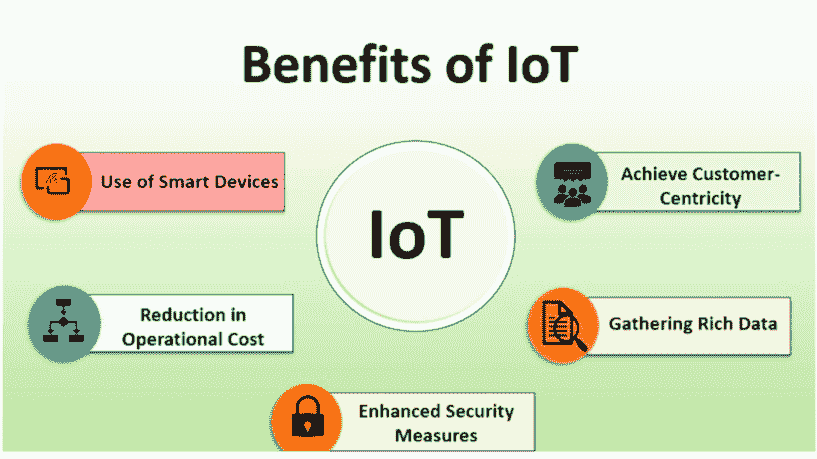 Benefits of IoT
Use of Smart Devices
Achieve Customer-
Centricity
IoT
Reduction in
Operational Cost
Gathering Rich Data
Enhanced Security
Measures